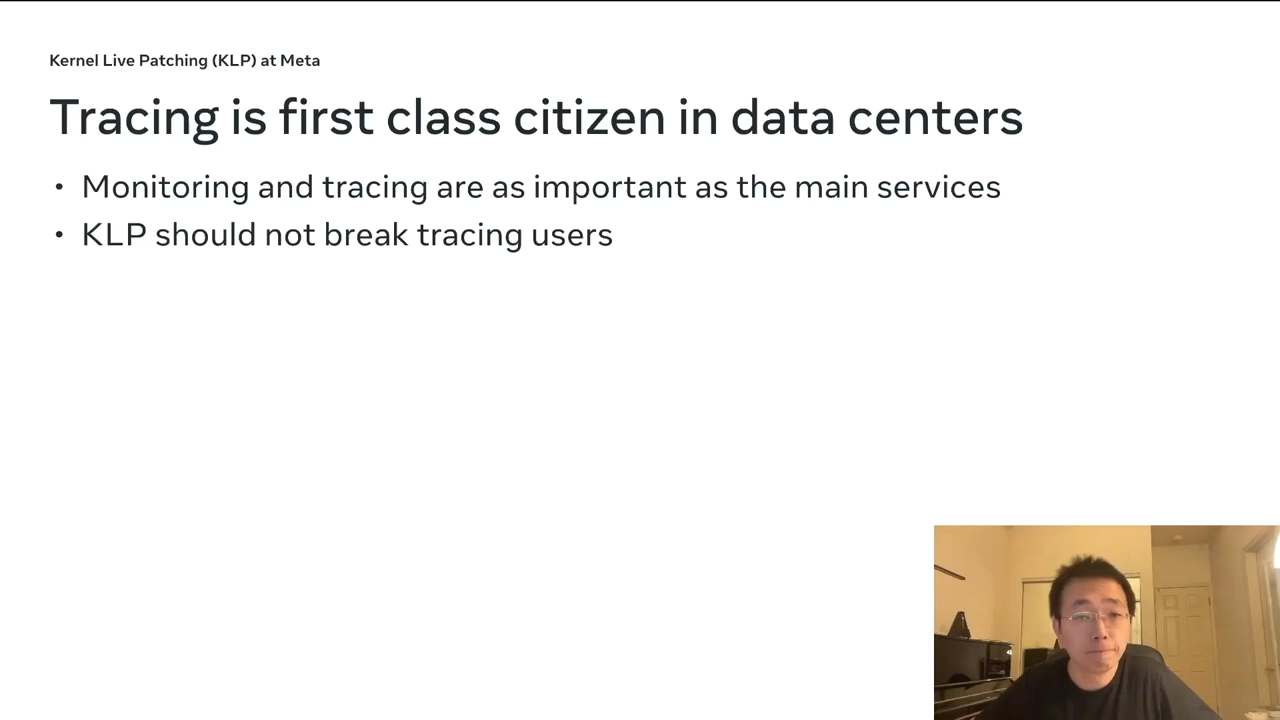 Kernel Live Patching (KLP) at Meta
Tracing is first class citizen in data centers
• Monitoring and tracing are as important as the main services
• KLP should not break tracing users